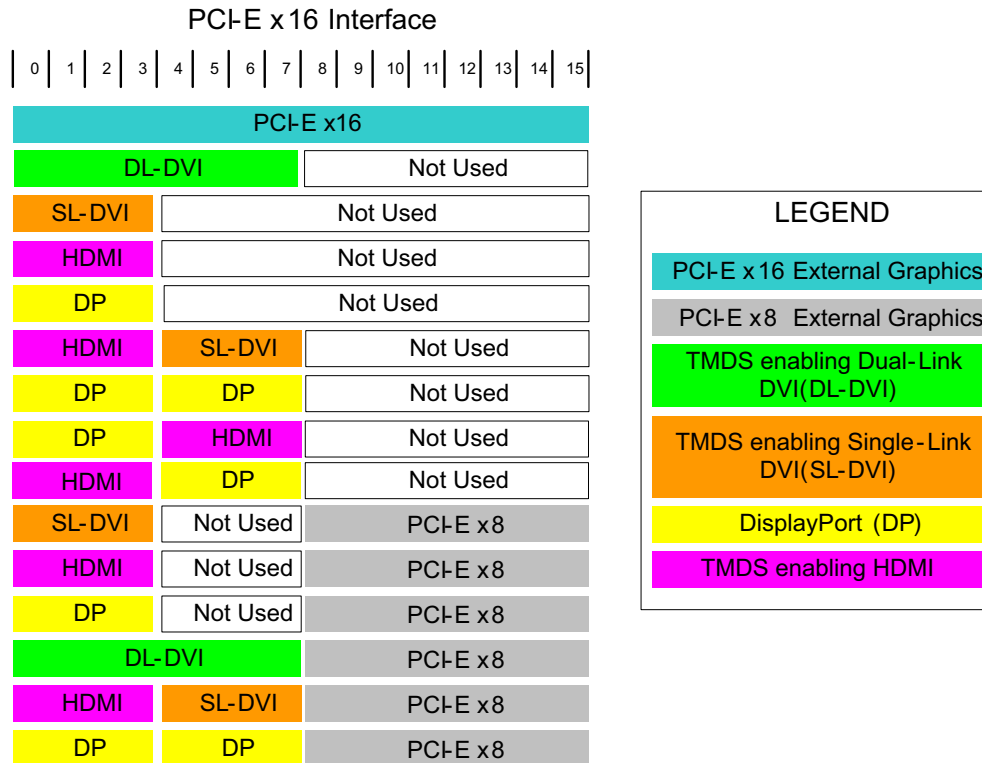 PCI-E x16 Interface
0 1 2 3 4 5 6 7 8 9 10 11 12 13 14 15
PCI-E x16
DL-DVI Not Used
SL-DVI Not Used
HDMI Not Used
DP Not Used
HDMI SL-DVI Not Used
DP DP Not Used
DP HDMI Not Used
HDMI DP Not Used
SL-DVI Not Used PCI-E x8
HDMI Not Used PCI-E x8
DP Not Used PCI-E x8
DL-DVI PCI-E x8
HDMI SL-DVI PCI-E x8
DP DP PCI-E x8
LEGEND
PCI-E x16 External Graphics
PCI-E x8 External Graphics
TMDS enabling Dual-Link
DVI(DL-DVI)
TMDS enabling Single-Link
DVI(SL-DVI)
DisplayPort (DP)
TMDS enabling HDMI